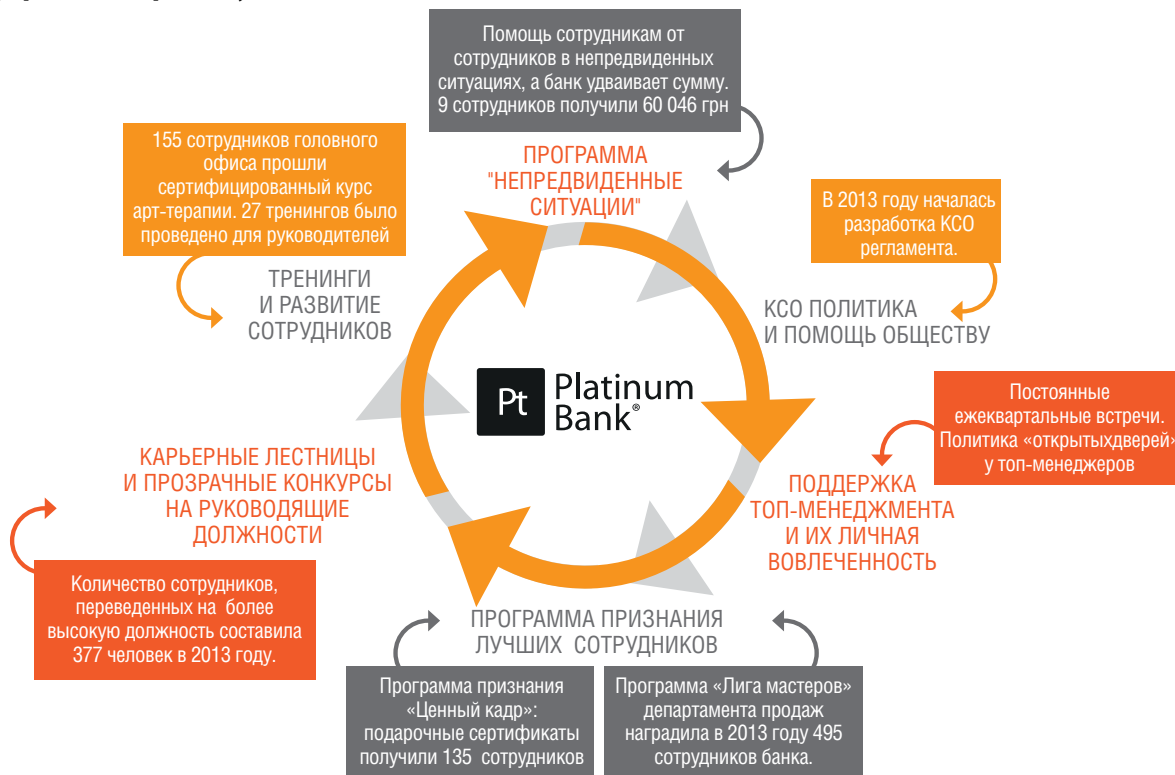 Помощь сотрудникам от
сотрудников в непредвиденных
ситуациях, а банк удваивает сумму.
9 сотрудников получили 60 046 грн
ПРОГРАММА
"НЕПРЕДВИДЕННЫЕ
СИТУАЦИИ"
155 сотрудников головного
офиса прошли
сертифицированный курс
арт-терапии. 27 тренингов было
проведено для руководителей
ТРЕНИНГИ
И РАЗВИТИЕ
СОТРУДНИКОВ
В 2013 году началась
разработка КСО
регламента.
КСО ПОЛИТИКА
И ПОМОЩЬ ОБЩЕСТВУ
Pt
Platinum
Bank®
Постоянные
ежеквартальные встречи.
Политика «открытыхдверей»
у топ-менеджеров
ПОДДЕРЖКА
ТОП-МЕНЕДЖМЕНТА
И ИХ ЛИЧНАЯ
ВОВЛЕЧЕННОСТЬ
КАРЬЕРНЫЕ ЛЕСТНИЦЫ
И ПРОЗРАЧНЫЕ КОНКУРСЫ
НА РУКОВОДЯЩИЕ
ДОЛЖНОСТИ
Количество сотрудников,
переведенных на более
высокую должность составила
377 человек в 2013 году.
ПРОГРАММА ПРИЗНАНИЯ
ЛУЧШИХ СОТРУДНИКОВ
Программа признания
«Ценный кадр»:
подарочные сертификаты
получили 135 сотрудников
Программа «Лига мастеров»
департамента продаж
наградила в 2013 году 495
сотрудников банка.